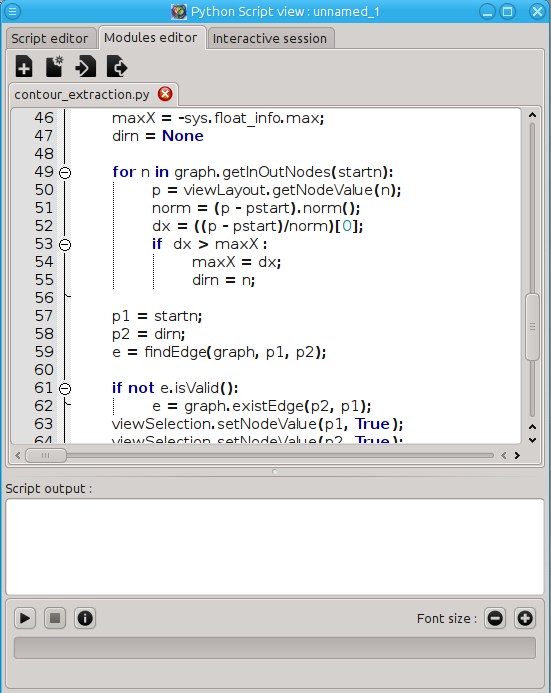 Python Script view : unnamed_1
Script editor Modules editor Interactive session
contour_extraction.py
46 maxX = -sys.float_info.max;
47 dirn = None
48
49 for n in graph.getInOutNodes(startn):
50 p = viewLayout.getNodeValue(n);
51 norm = (p - pstart).norm();
52 dx = ((p - pstart)/norm)[0];
53 if dx > maxX :
54 maxX = dx;
55 dirn = n;
56
57 p1 = startn;
58 p2 = dirn;
59 e = findEdge(graph, p1, p2);
60
61 if not e.isValid():
62 e = graph.existEdge(p2, p1);
63 viewSelection.setNodeValue(p1, True);
64 viewSelection.setNodeValue(p2, True);
Script output :
Font size :